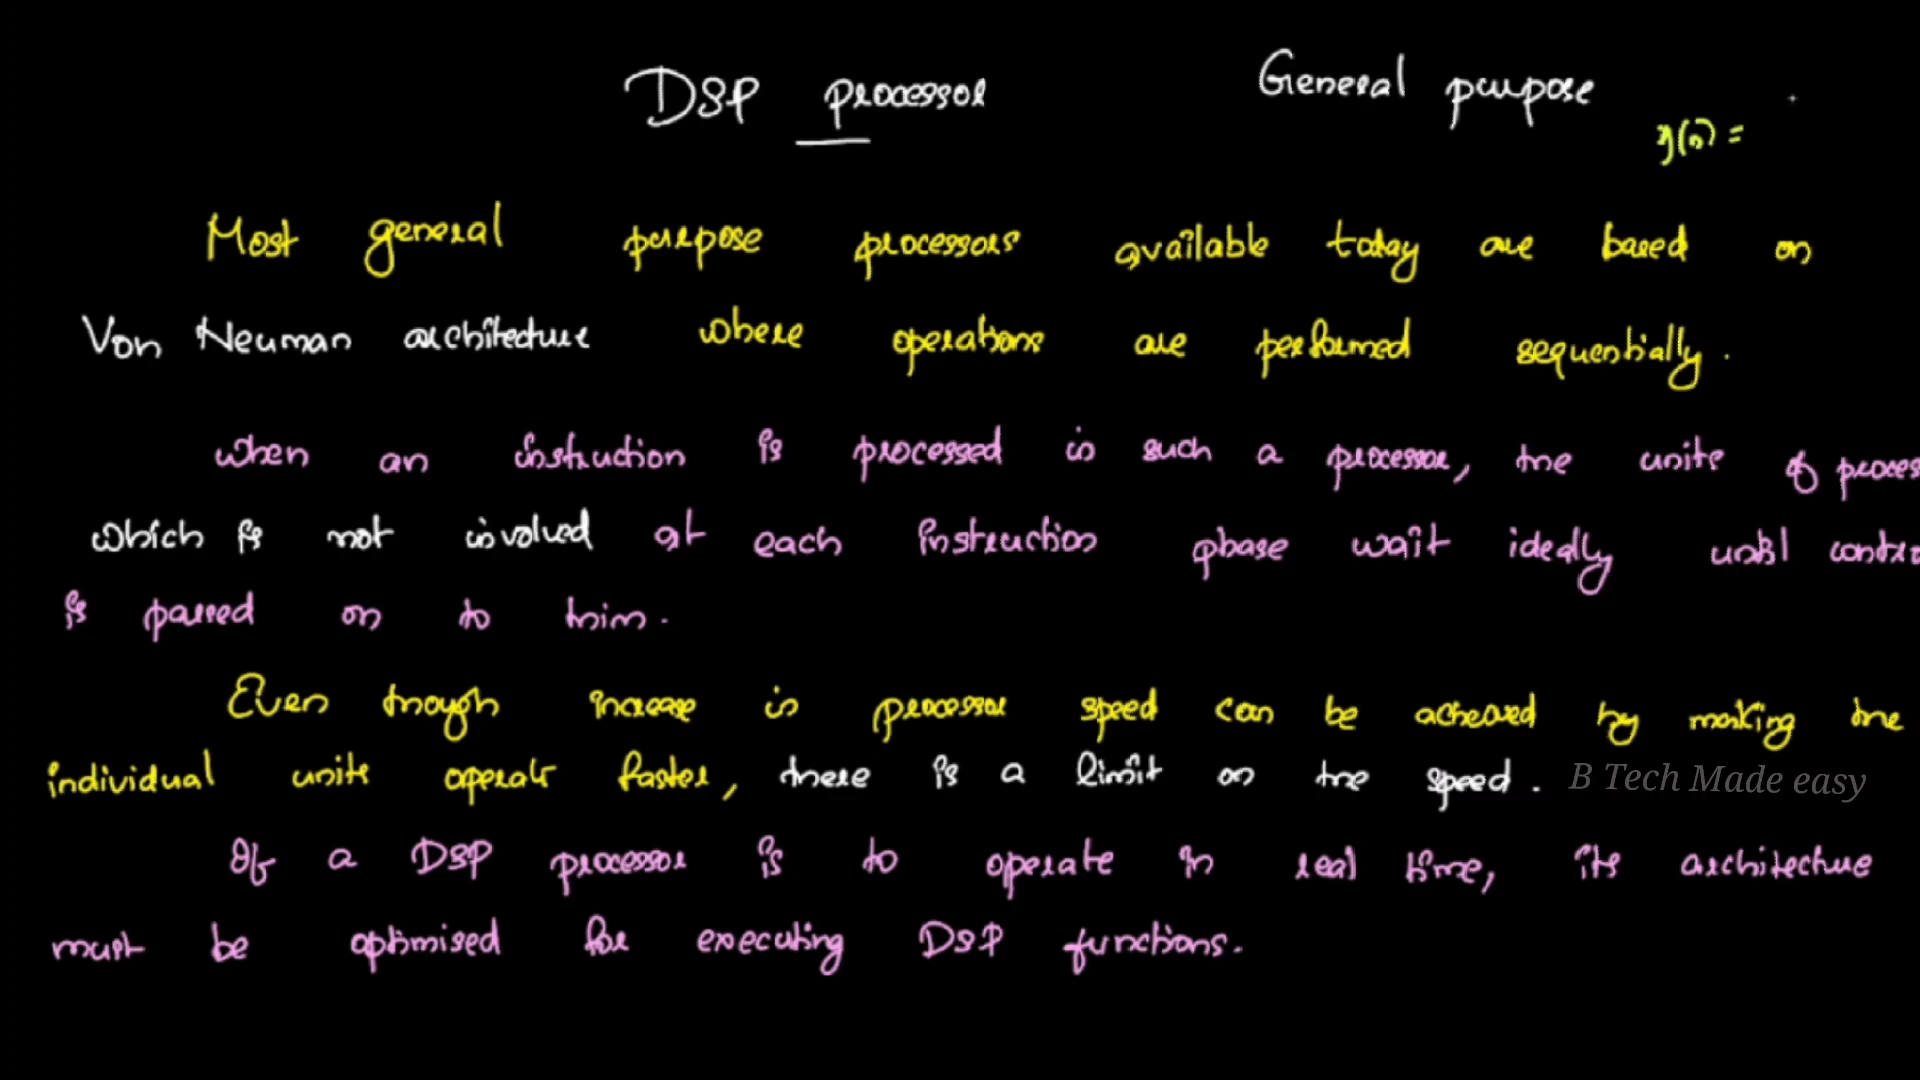 DSP processor General purpose
y(n) =
Most general purpose processors available today are based on
Von Neuman architecture where operations are performed sequentially.
When an instruction is processed in such a processor, the units of proces
which is not involved at each instruction phase wait ideally until contro
is passed on to them.
Even though increase in processor speed can be acheived by making the
individual units operate faster, there is a limit on the speed.
B Tech Made easy
If a DSP processor is to operate in real time, its architecture
must be optimised for executing DSP functions.